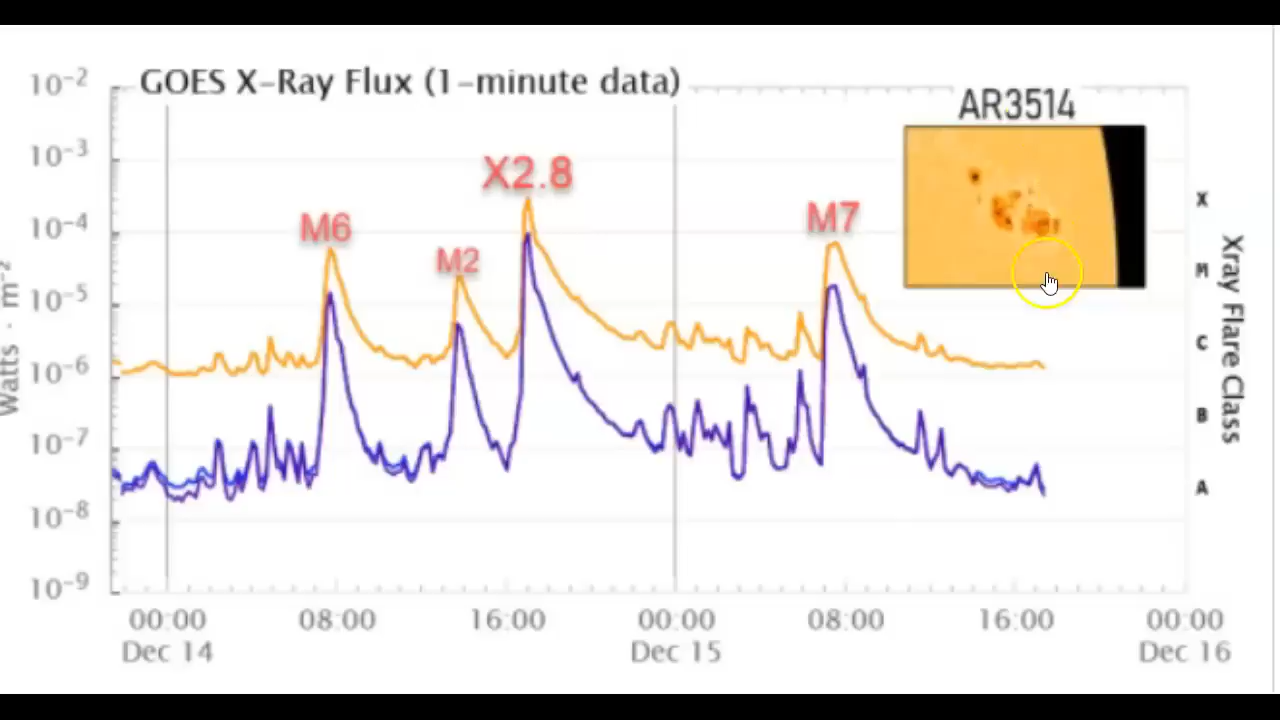 GOES X-Ray Flux (1-minute data)
AR3514
X2.8
M6
M2
M7
10-2
10-3
10-4
10-5
10-6
10-7
10-8
10-9
Watts · m-2
X
M
C
B
A
Xray Flare Class
00:00 08:00 16:00 00:00 08:00 16:00 00:00
Dec 14 Dec 15 Dec 16